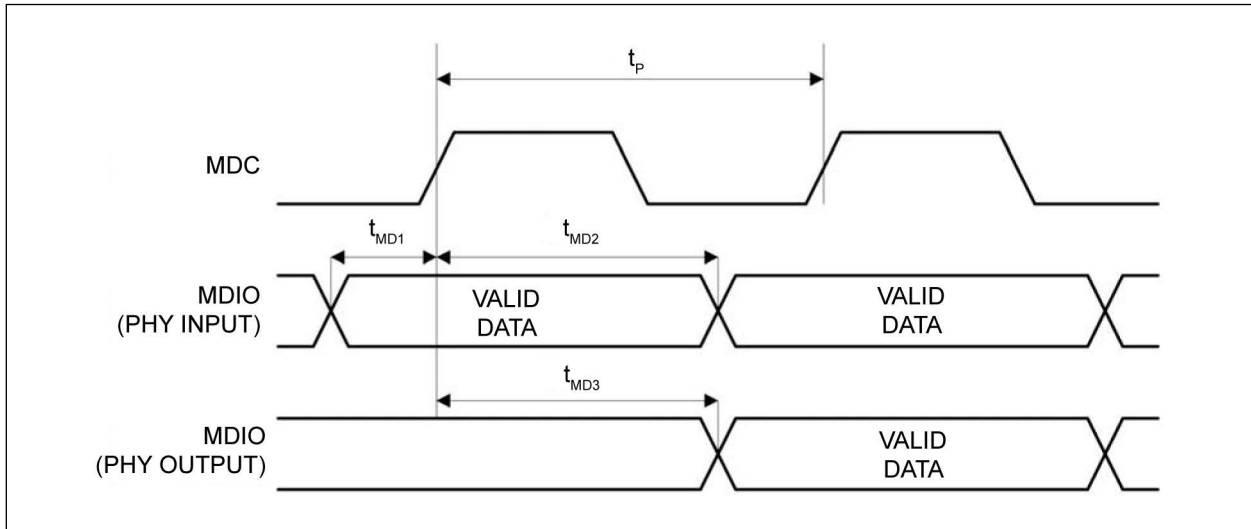 tP
MDC
tMD1
tMD2
MDIO
(PHY INPUT)
VALID
DATA
VALID
DATA
tMD3
MDIO
(PHY OUTPUT)
VALID
DATA